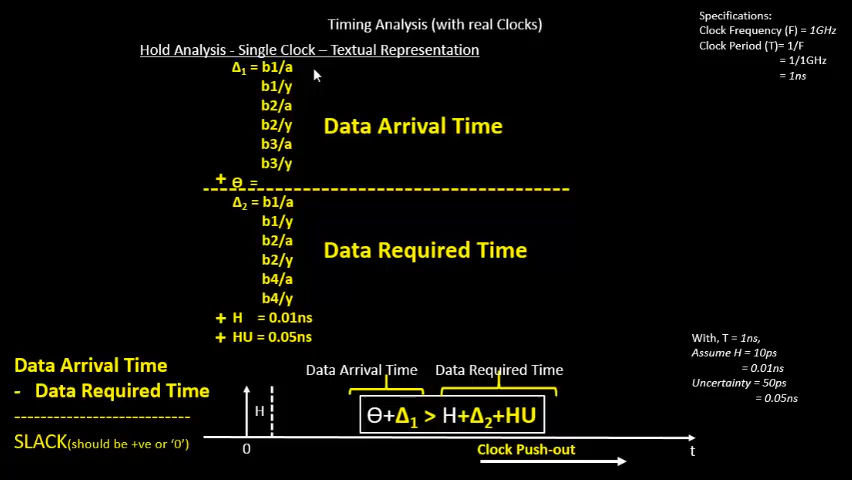 Timing Analysis (with real Clocks)
Specifications:
Clock Frequency (F) = 1GHz
Clock Period (T)= 1/F
= 1/1GHz
= 1ns
Hold Analysis - Single Clock – Textual Representation
Δ1 = b1/a
b1/y
b2/a
b2/y
b3/a
b3/y
+ Ө =
Data Arrival Time
Δ2 = b1/a
b1/y
b2/a
b2/y
b4/a
b4/y
+ H = 0.01ns
+ HU = 0.05ns
Data Required Time
With, T = 1ns,
Assume H = 10ps
= 0.01ns
Uncertainty = 50ps
= 0.05ns
Data Arrival Time
- Data Required Time
SLACK(should be +ve or ‘0’)
Data Arrival Time Data Required Time
H
Ө+Δ1 > H+Δ2+HU
0
t
Clock Push-out